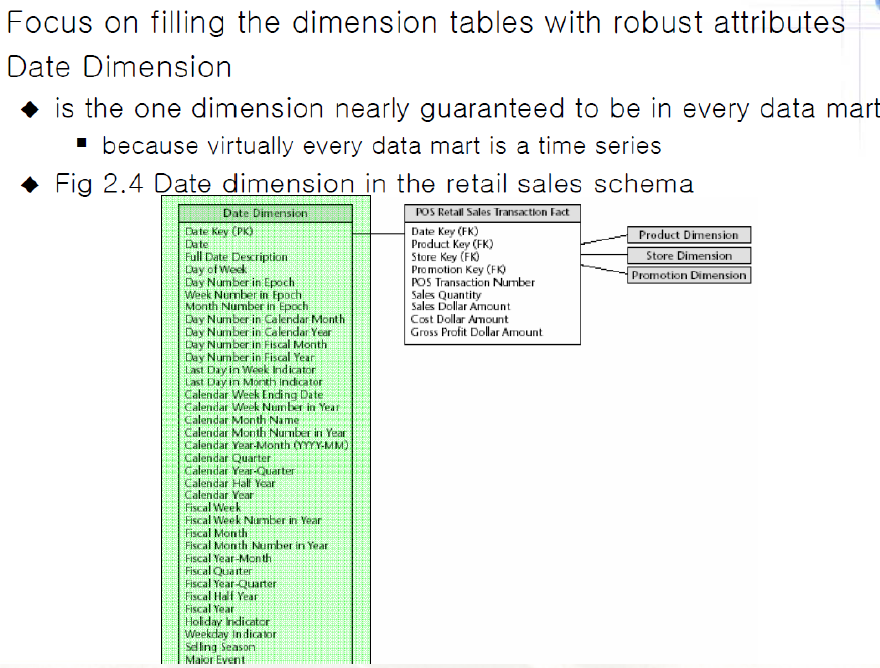 Focus on filling the dimension tables with robust attributes
Date Dimension
◆ is the one dimension nearly guaranteed to be in every data mart
▪ because virtually every data mart is a time series
◆ Fig 2.4 Date dimension in the retail sales schema
Date Dimension
Date Key (PK)
Date
Full Date Description
Day of Week
Day Number in Epoch
Week Number in Epoch
Month Number in Epoch
Day Number in Calendar Month
Day Number in Calendar Year
Day Number in Fiscal Month
Day Number in Fiscal Year
Last Day in Week Indicator
Last Day in Month Indicator
Calendar Week Ending Date
Calendar Week Number in Year
Calendar Month Name
Calendar Month Number in Year
Calendar Year-Month (YYYY-MM)
Calendar Quarter
Calendar Year-Quarter
Calendar Half Year
Calendar Year
Fiscal Week
Fiscal Week Number in Year
Fiscal Month
Fiscal Month Number in Year
Fiscal Year-Month
Fiscal Quarter
Fiscal Year-Quarter
Fiscal Half Year
Fiscal Year
Holiday Indicator
Weekday Indicator
Selling Season
Major Event
POS Retail Sales Transaction Fact
Date Key (FK)
Product Key (FK)
Store Key (FK)
Promotion Key (FK)
POS Transaction Number
Sales Quantity
Sales Dollar Amount
Cost Dollar Amount
Gross Profit Dollar Amount
Product Dimension
Store Dimension
Promotion Dimension